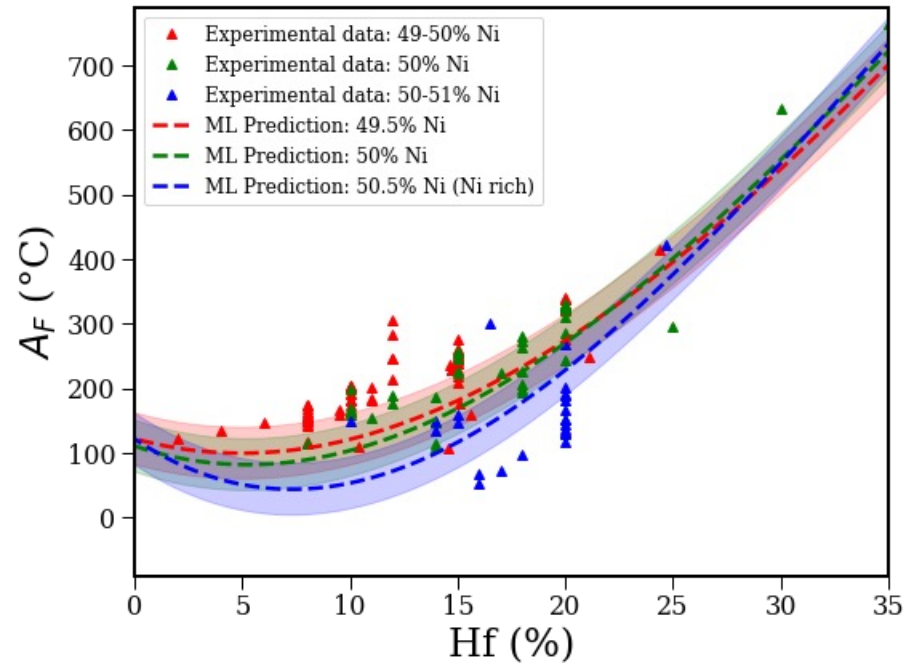 Experimental data: 49-50% Ni
Experimental data: 50% Ni
Experimental data: 50-51% Ni
ML Prediction: 49.5% Ni
ML Prediction: 50% Ni
ML Prediction: 50.5% Ni (Ni rich)
700
600
500
400
300
200
100
0
A_F (°C)
0 5 10 15 20 25 30 35
Hf (%)